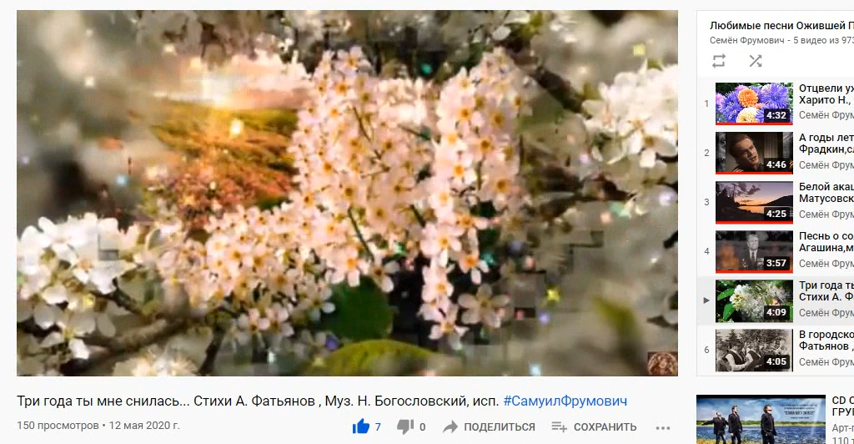 Любимые песни Ожившей П
Семён Фрумович - 5 видео из 973
1
4:32
Отцвели уж
Харито Н.,
Семён Фрум
2
4:46
А годы лет
Фрадкин,сл
Семён Фрум
3
4:25
Белой акац
Матусовск
Семён Фрум
4
3:57
Песнь о со
Агашина,м
Семён Фрум
4:09
Три года ты
Стихи А. Ф
Семён Фрум
6
4:05
В городско
Фатьянов ,
Семён Фрум
Три года ты мне снилась... Стихи А. Фатьянов , Муз. Н. Богословский, исп. #СамуилФрумович
150 просмотров • 12 мая 2020 г.
7
0
ПОДЕЛИТЬСЯ
СОХРАНИТЬ
CD С
ГРУП
Арт-г